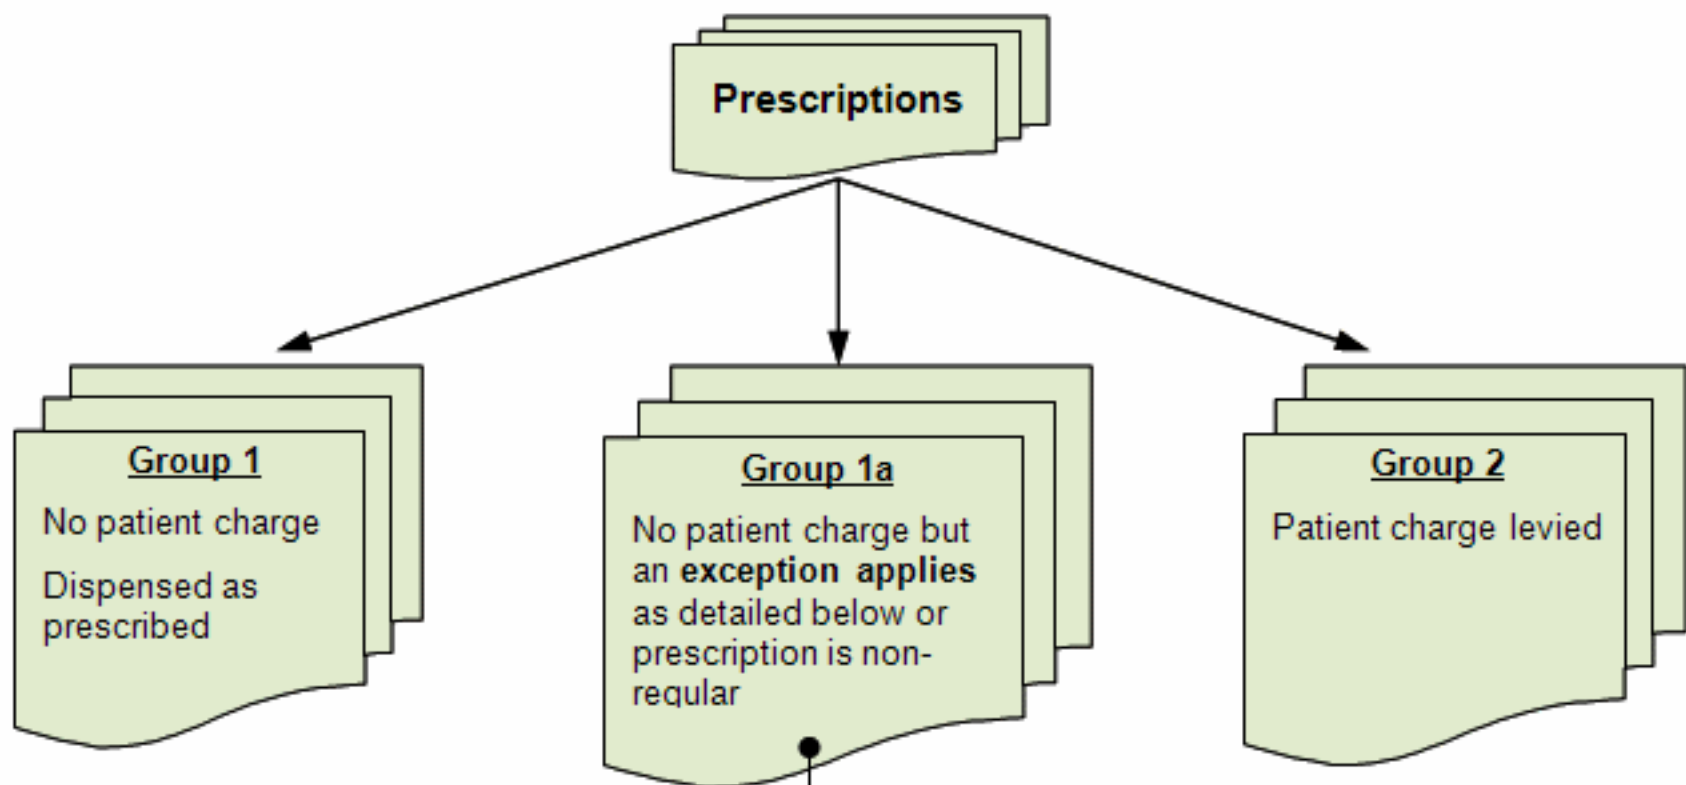 Prescriptions
Group 1
No patient charge
Dispensed as
prescribed
Group 1a
No patient charge but
an exception applies
as detailed below or
prescription is non-
regular
Group 2
Patient charge levied